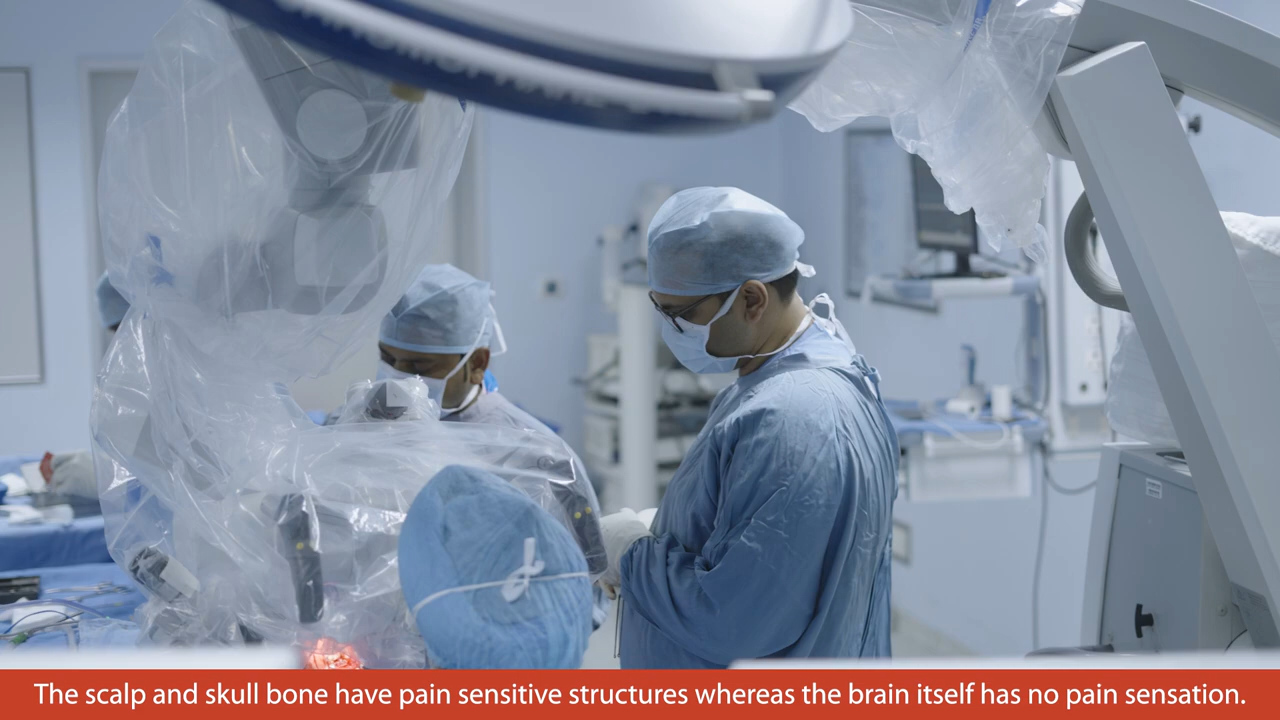 The scalp and skull bone have pain sensitive structures whereas the brain itself has no pain sensation.